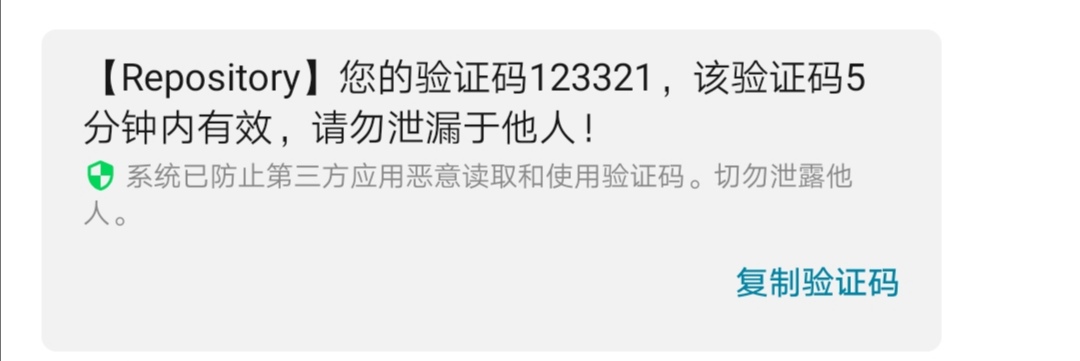 【Repository】您的验证码123321，该验证码5
分钟内有效，请勿泄漏于他人！
系统已防止第三方应用恶意读取和使用验证码。切勿泄露他
人。
复制验证码